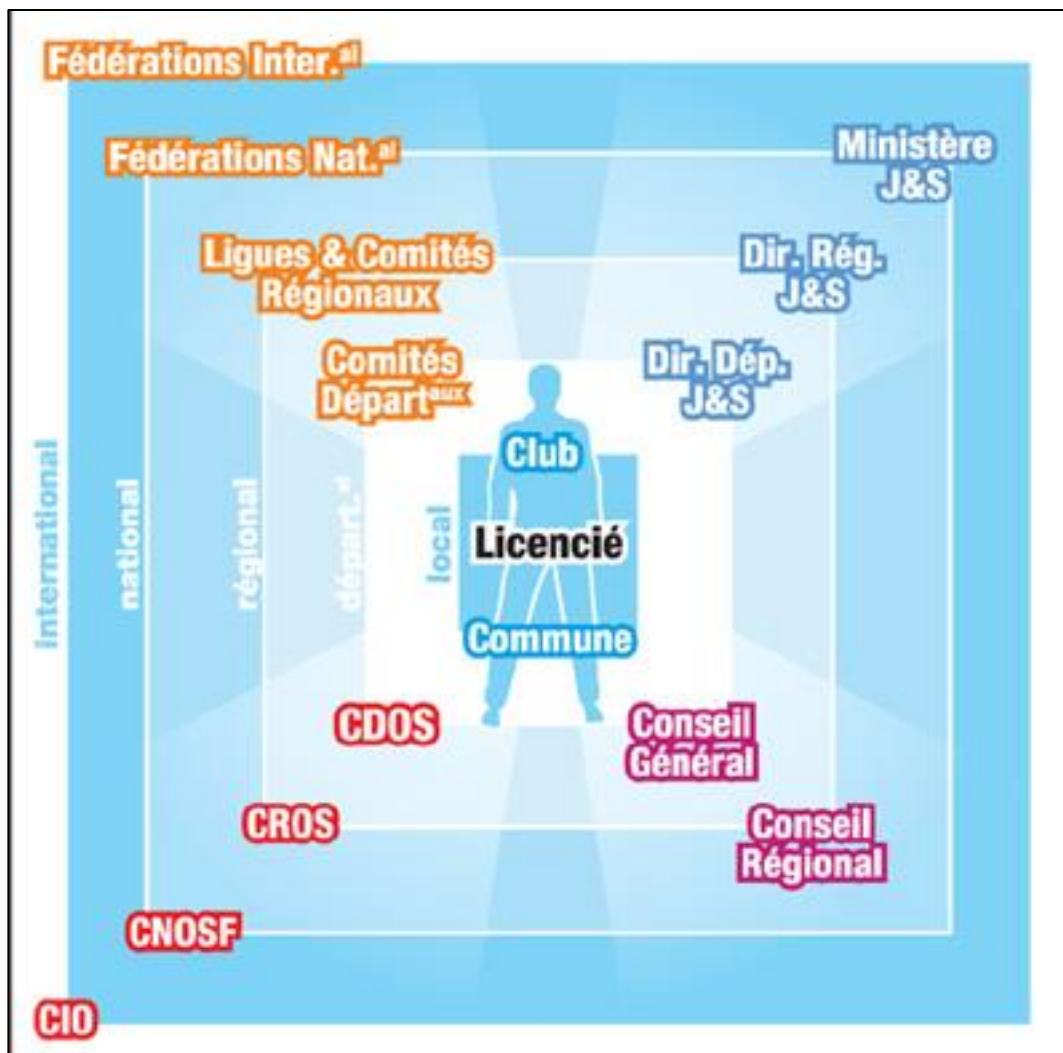 Fédérations Inter.al
Fédérations Nat.al
Ministère
J&S
Ligues & Comités
Régionaux
Dir. Rég.
J&S
Comités
Départaux
Dir. Dép.
J&S
international
national
régional
départ.al
local
Club
Licencié
Commune
CDOS
Conseil
Général
CROS
Conseil
Régional
CNOSF
CIO